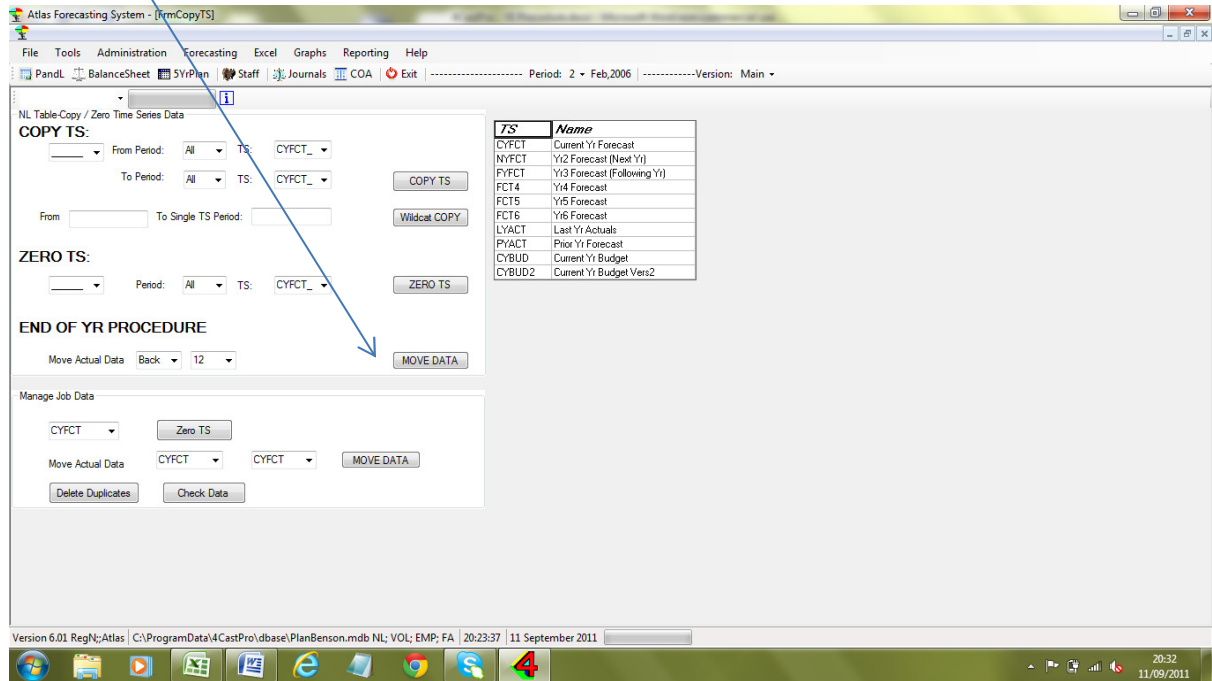 Atlas Forecasting System - [FrmCopyTS]
File Tools Administration Forecasting Excel Graphs Reporting Help
PandL BalanceSheet 5YrPlan Staff Journals COA Exit ---------------------- Period: 2 Feb,2006 ------------Version: Main
NL Table-Copy / Zero Time Series Data
COPY TS:
From Period: All TS: CYFCT_
To Period: All TS: CYFCT_ COPY TS
From To Single TS Period: Wildcat COPY
ZERO TS:
Period: All TS: CYFCT_ ZERO TS
END OF YR PROCEDURE
Move Actual Data Back 12 MOVE DATA
TS Name
CYFCT Current Yr Forecast
NYFCT Yr2 Forecast (Next Yr)
FYFCT Yr3 Forecast (Following Yr)
FCT4 Yr4 Forecast
FCT5 Yr5 Forecast
FCT6 Yr6 Forecast
LYACT Last Yr Actuals
PYACT Prior Yr Forecast
CYBUD Current Yr Budget
CYBUD2 Current Yr Budget Vers2
Manage Job Data
CYFCT Zero TS
Move Actual Data CYFCT CYFCT MOVE DATA
Delete Duplicates Check Data
Version 6.01 RegN;;Atlas C:\ProgramData\4CastPro\dbase\PlanBenson.mdb NL; VOL; EMP; FA 20:23:37 11 September 2011
20:32
11/09/2011